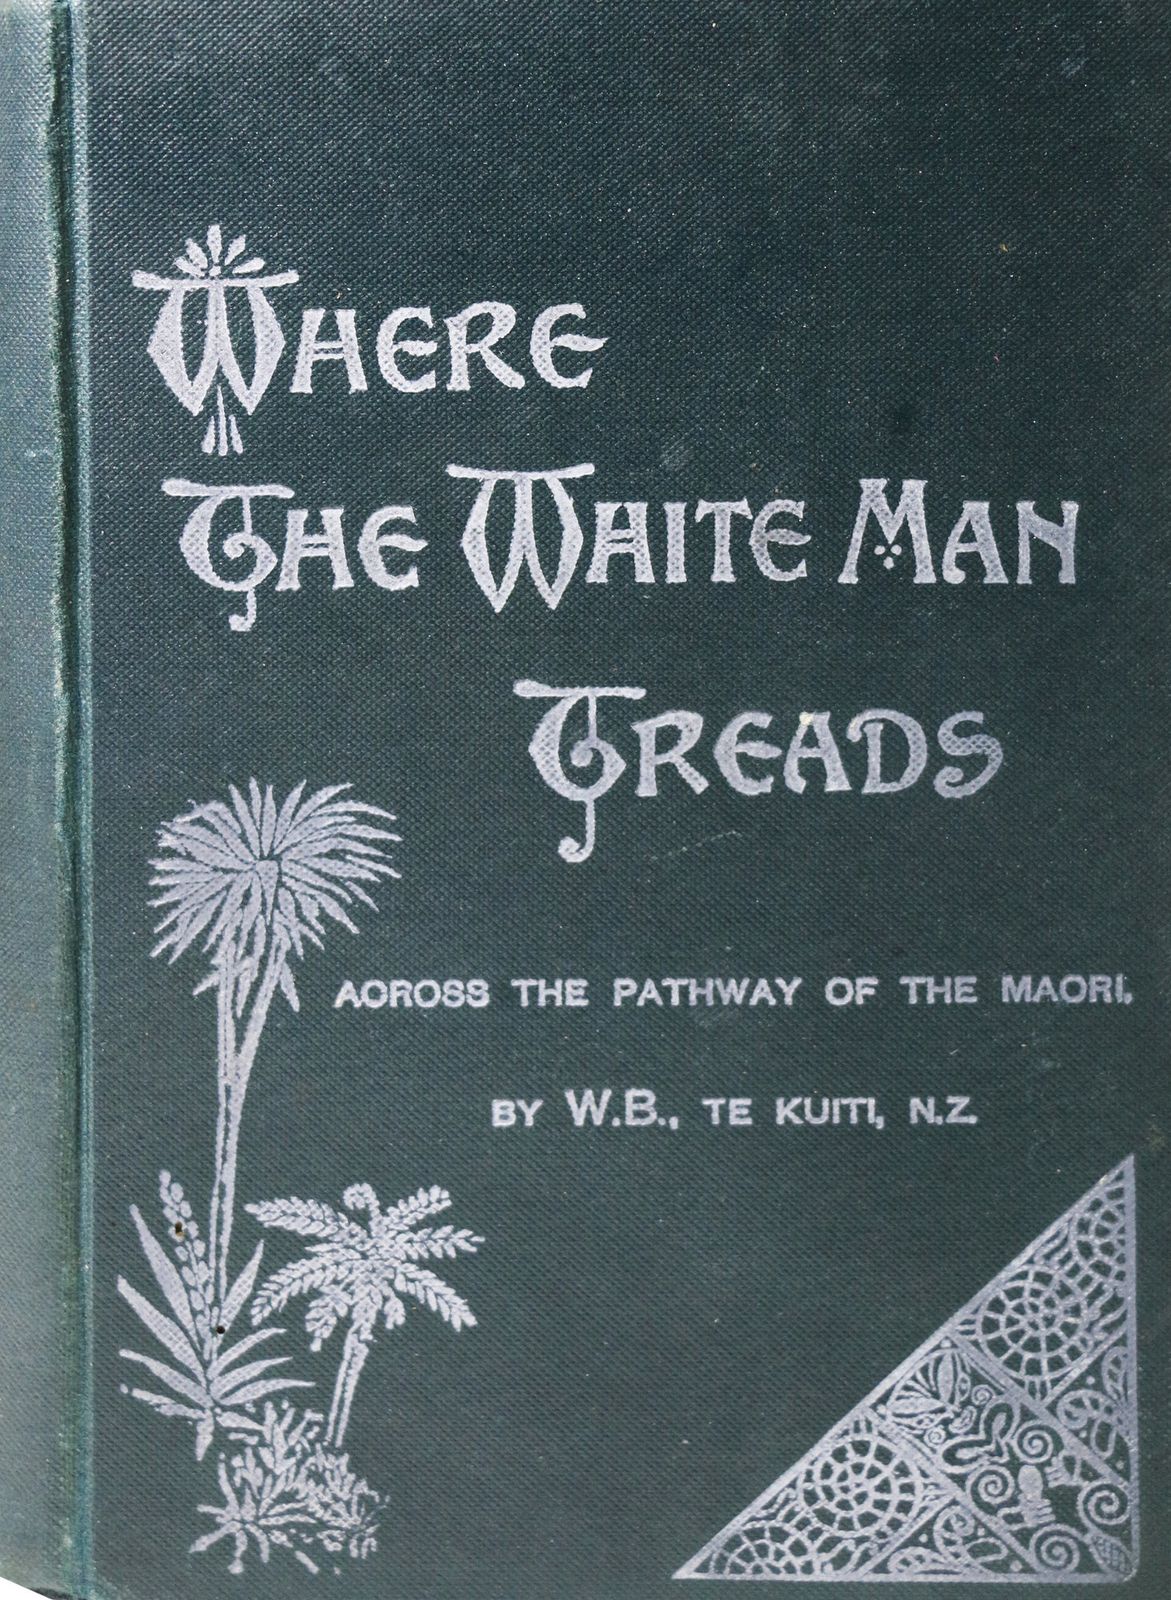 WHERE
THE WHITE MAN
TREADS
ACROSS THE PATHWAY OF THE MAORI.
BY W.B., TE KUITI, N.Z.